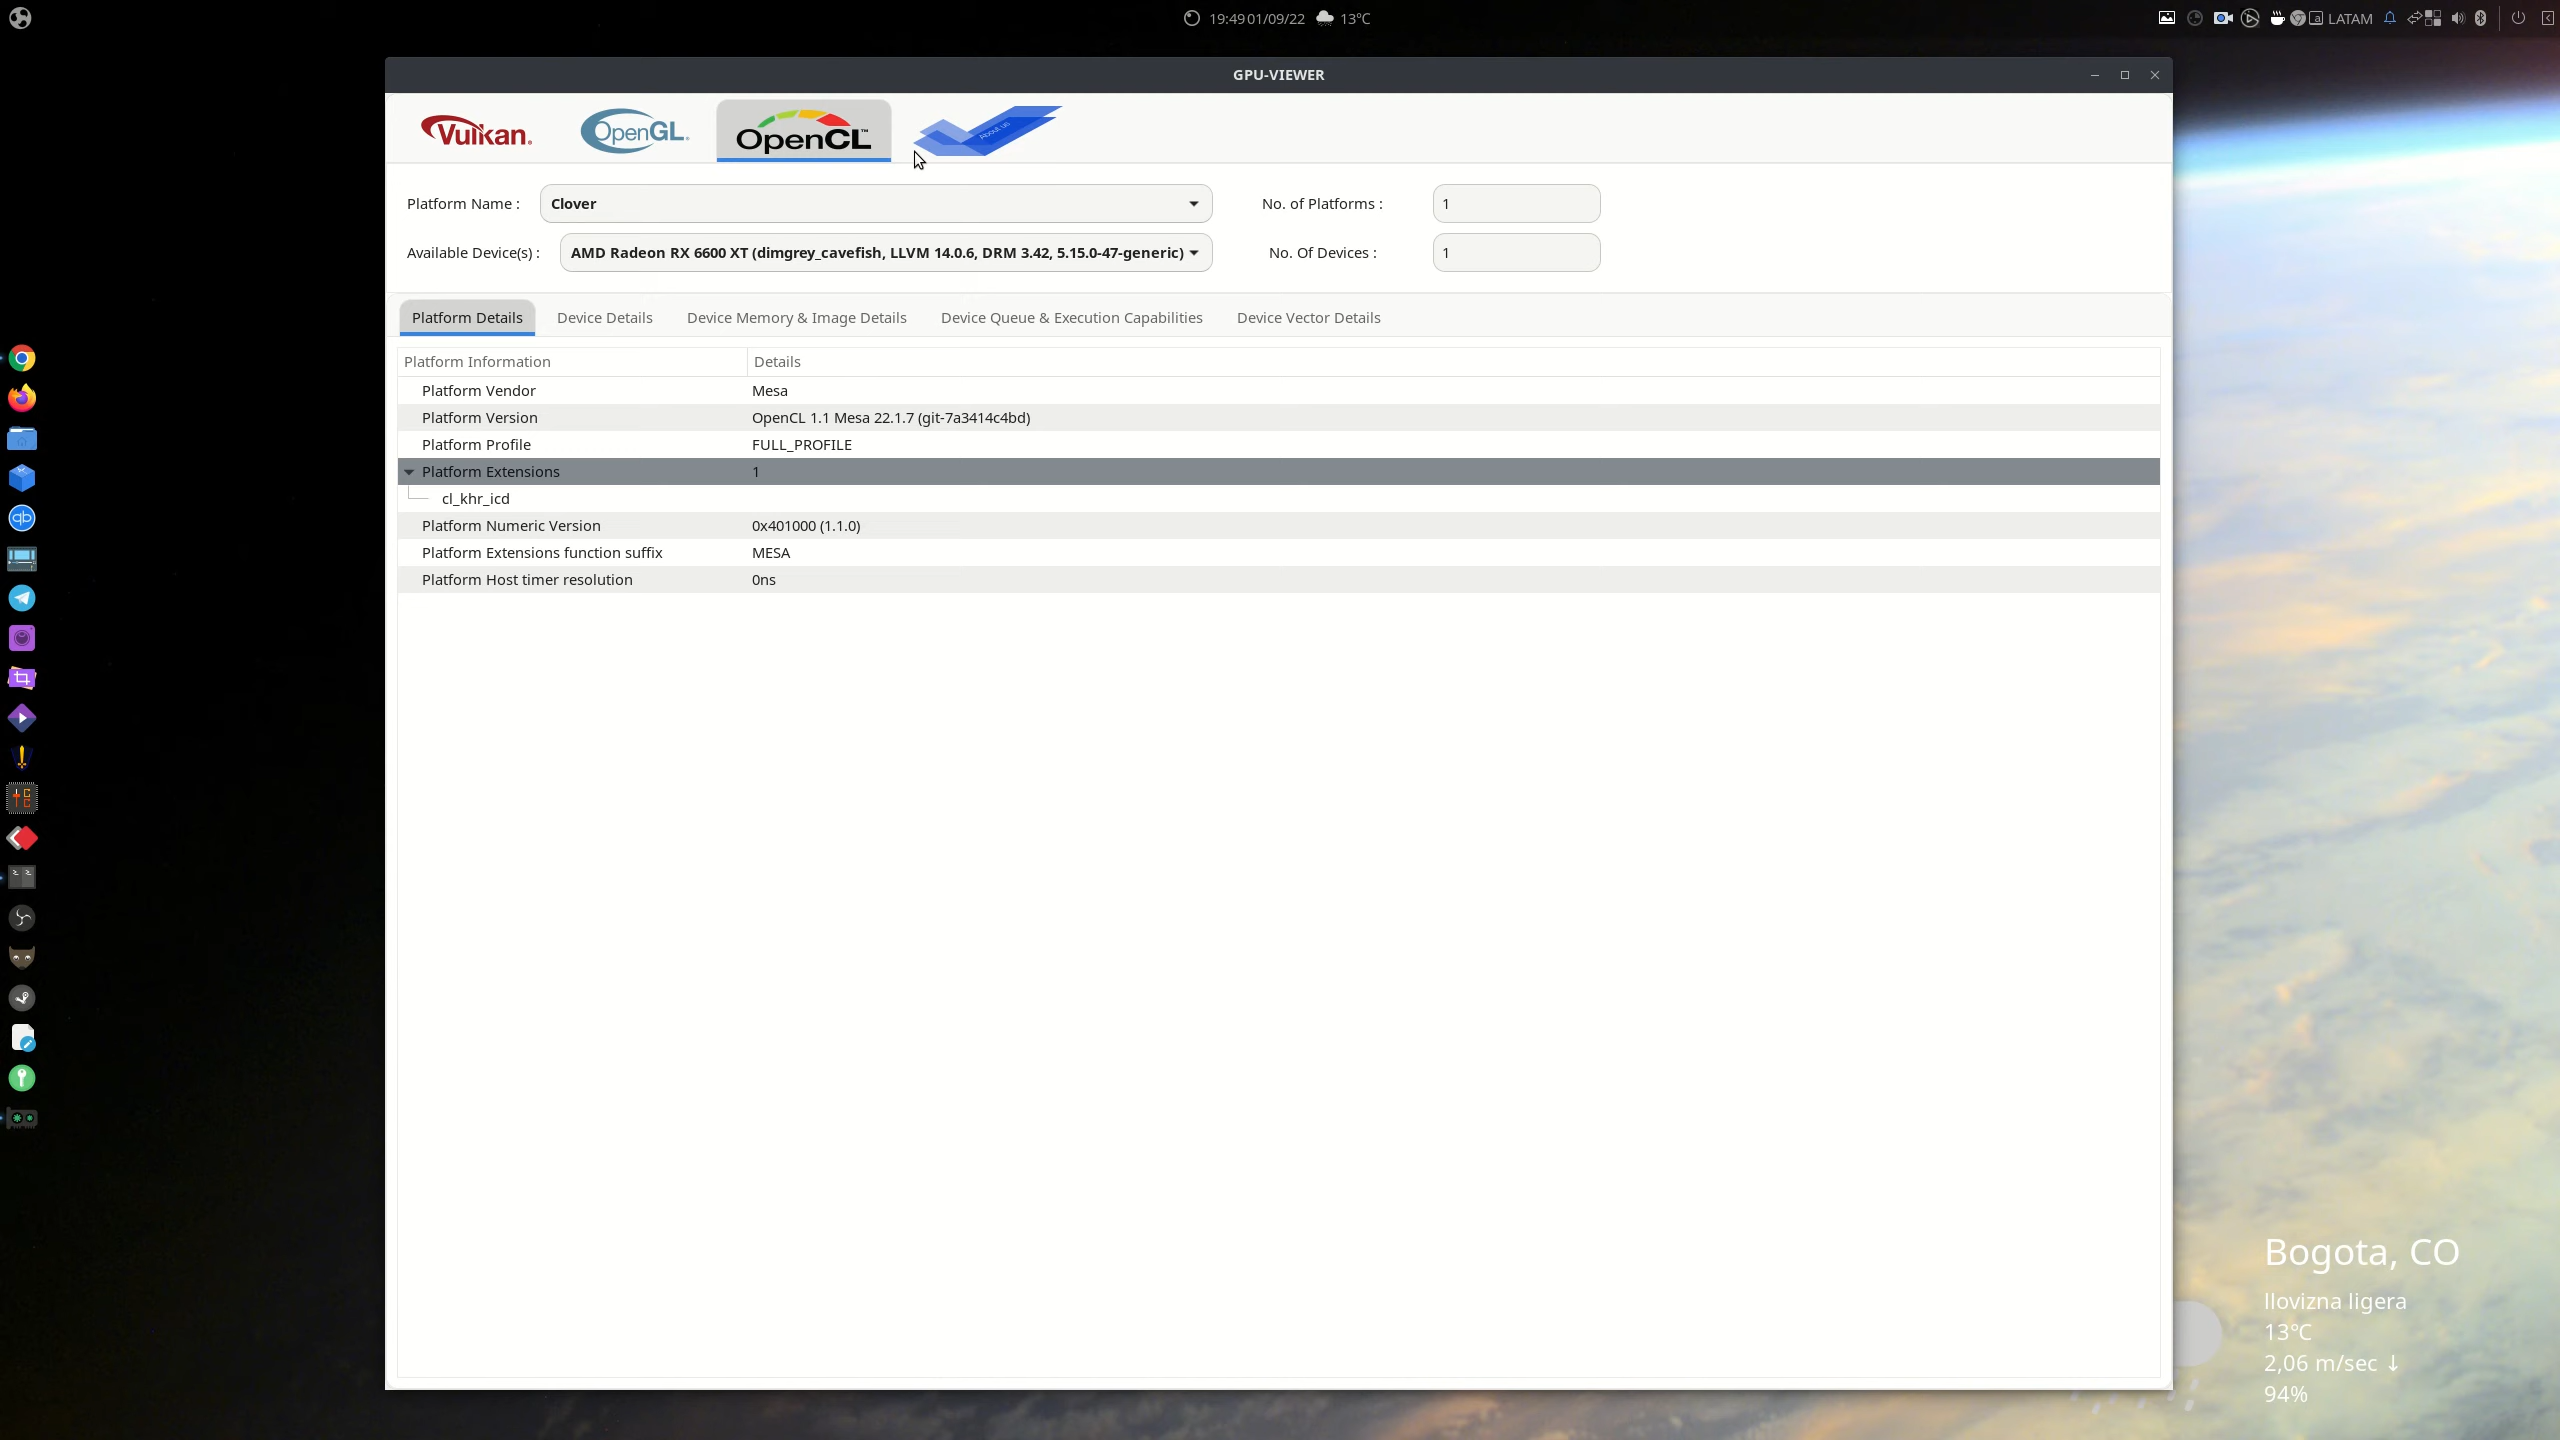 19:49 01/09/22 13°C
a LATAM
GPU-VIEWER
Vulkan.
OpenGL.
OpenCL™
About us
Platform Name : Clover No. of Platforms : 1
Available Device(s) : AMD Radeon RX 6600 XT (dimgrey_cavefish, LLVM 14.0.6, DRM 3.42, 5.15.0-47-generic) No. Of Devices : 1
Platform Details Device Details Device Memory & Image Details Device Queue & Execution Capabilities Device Vector Details
Platform Information Details
Platform Vendor Mesa
Platform Version OpenCL 1.1 Mesa 22.1.7 (git-7a3414c4bd)
Platform Profile FULL_PROFILE
Platform Extensions 1
cl_khr_icd
Platform Numeric Version 0x401000 (1.1.0)
Platform Extensions function suffix MESA
Platform Host timer resolution 0ns
Bogota, CO
llovizna ligera
13°C
2,06 m/sec ↓
94%